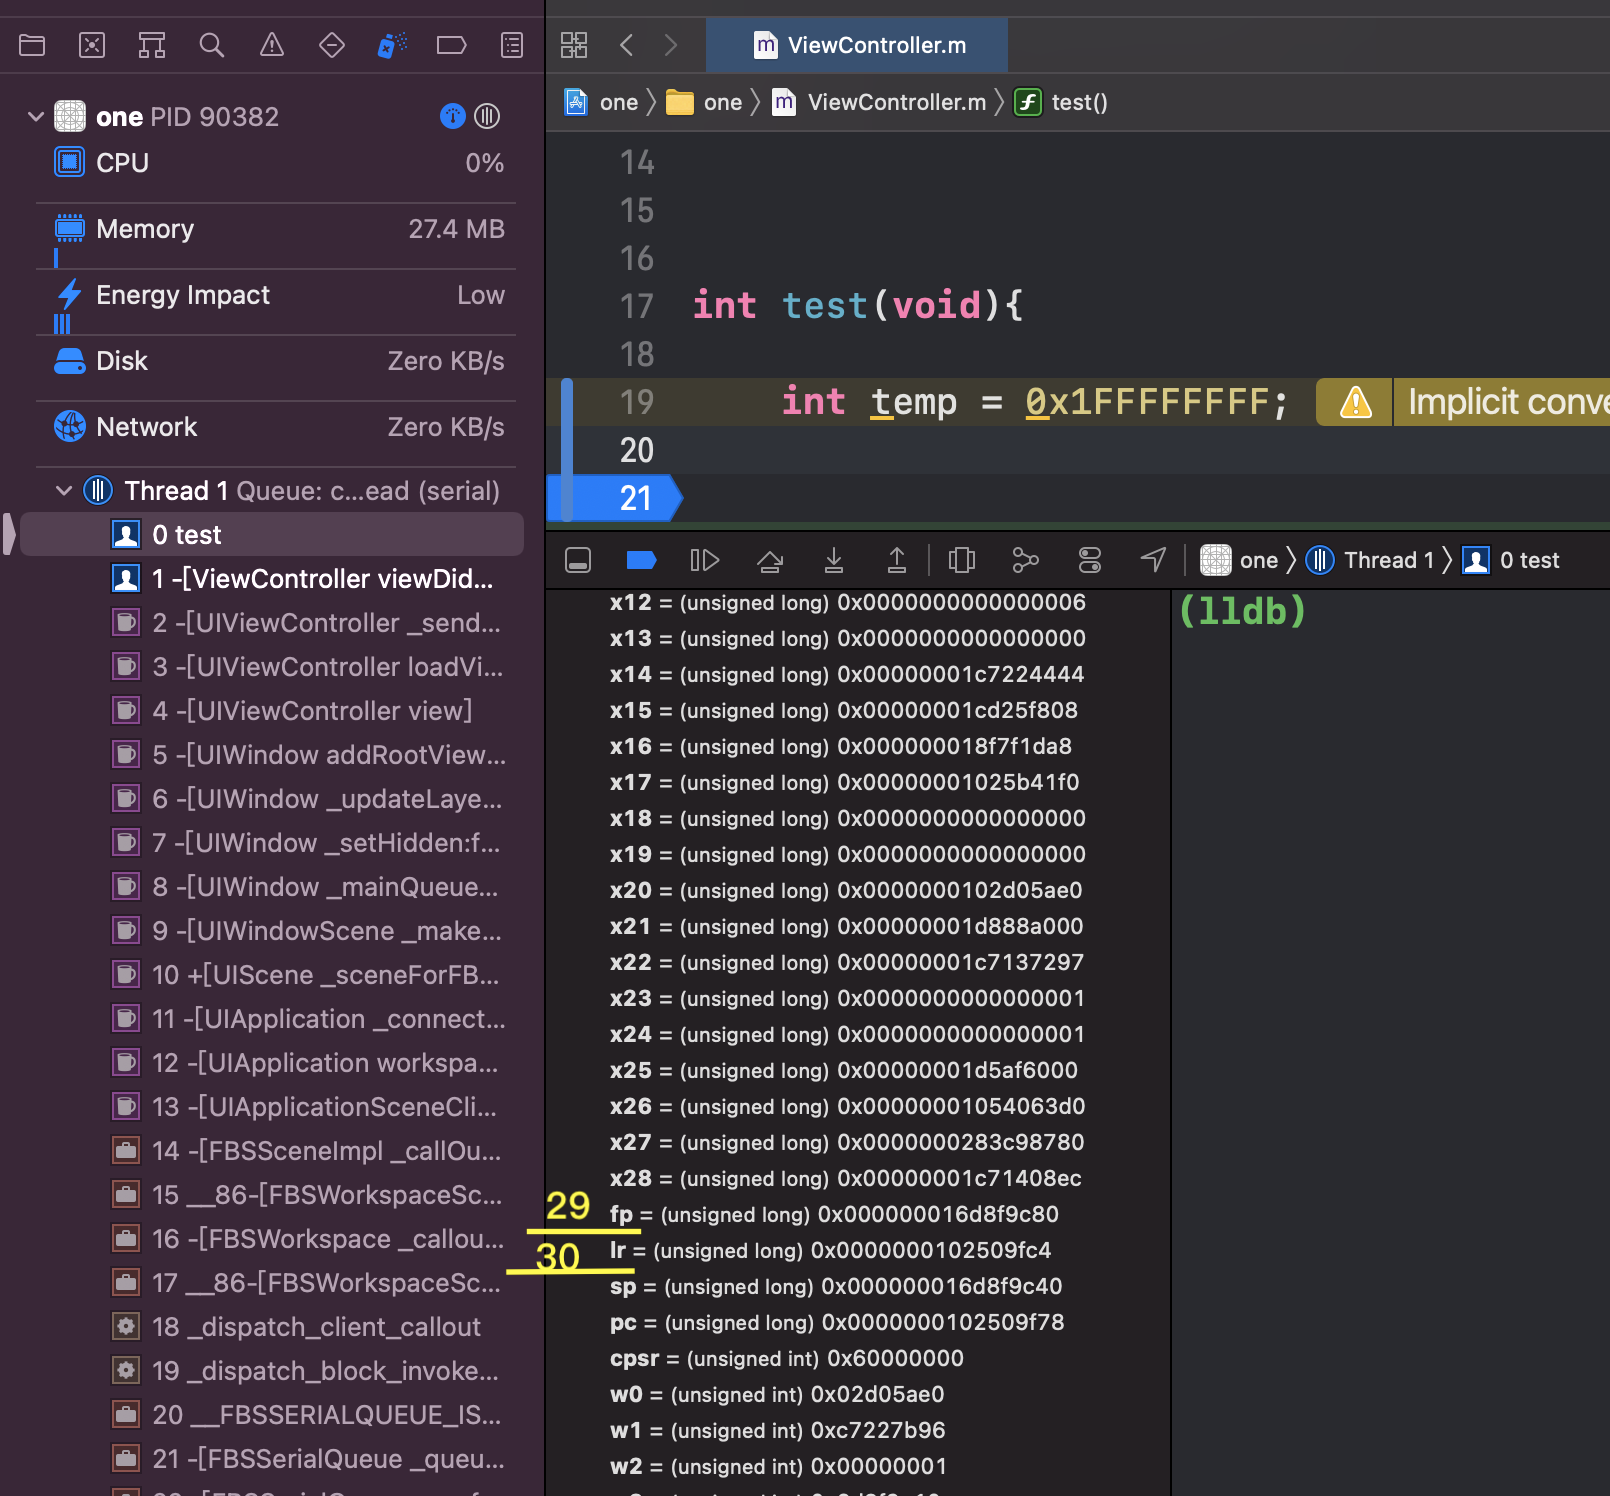 one PID 90382
CPU 0%
Memory 27.4 MB
Energy Impact Low
Disk Zero KB/s
Network Zero KB/s
Thread 1 Queue: c...ead (serial)
0 test
1 -[ViewController viewDid...
2 -[UIViewController _send...
3 -[UIViewController loadVi...
4 -[UIViewController view]
5 -[UIWindow addRootView...
6 -[UIWindow _updateLaye...
7 -[UIWindow _setHidden:f...
8 -[UIWindow _mainQueue...
9 -[UIWindowScene _make...
10 +[UIScene _sceneForFB...
11 -[UIApplication _connect...
12 -[UIApplication workspa...
13 -[UIApplicationSceneCli...
14 -[FBSSceneImpl _callOu...
15 __86-[FBSWorkspaceSc...
16 -[FBSWorkspace _callou...
17 __86-[FBSWorkspaceSc...
18 _dispatch_client_callout
19 _dispatch_block_invoke...
20 __FBSSERIALQUEUE_IS...
21 -[FBSSerialQueue _queu...
m ViewController.m
one 〉 one 〉 m ViewController.m 〉 f test()
14
15
16
17 int test(void){
18
19 int temp = 0x1FFFFFFFF; Implicit conve
20
21
one 〉 Thread 1 〉 0 test
x12 = (unsigned long) 0x0000000000000006
x13 = (unsigned long) 0x0000000000000000
x14 = (unsigned long) 0x00000001c7224444
x15 = (unsigned long) 0x00000001cd25f808
x16 = (unsigned long) 0x000000018f7f1da8
x17 = (unsigned long) 0x00000001025b41f0
x18 = (unsigned long) 0x0000000000000000
x19 = (unsigned long) 0x0000000000000000
x20 = (unsigned long) 0x0000000102d05ae0
x21 = (unsigned long) 0x00000001d888a000
x22 = (unsigned long) 0x00000001c7137297
x23 = (unsigned long) 0x0000000000000001
x24 = (unsigned long) 0x0000000000000001
x25 = (unsigned long) 0x00000001d5af6000
x26 = (unsigned long) 0x00000001054063d0
x27 = (unsigned long) 0x0000000283c98780
x28 = (unsigned long) 0x00000001c71408ec
29 fp = (unsigned long) 0x000000016d8f9c80
30 lr = (unsigned long) 0x0000000102509fc4
sp = (unsigned long) 0x000000016d8f9c40
pc = (unsigned long) 0x0000000102509f78
cpsr = (unsigned int) 0x60000000
w0 = (unsigned int) 0x02d05ae0
w1 = (unsigned int) 0xc7227b96
w2 = (unsigned int) 0x00000001
(lldb)